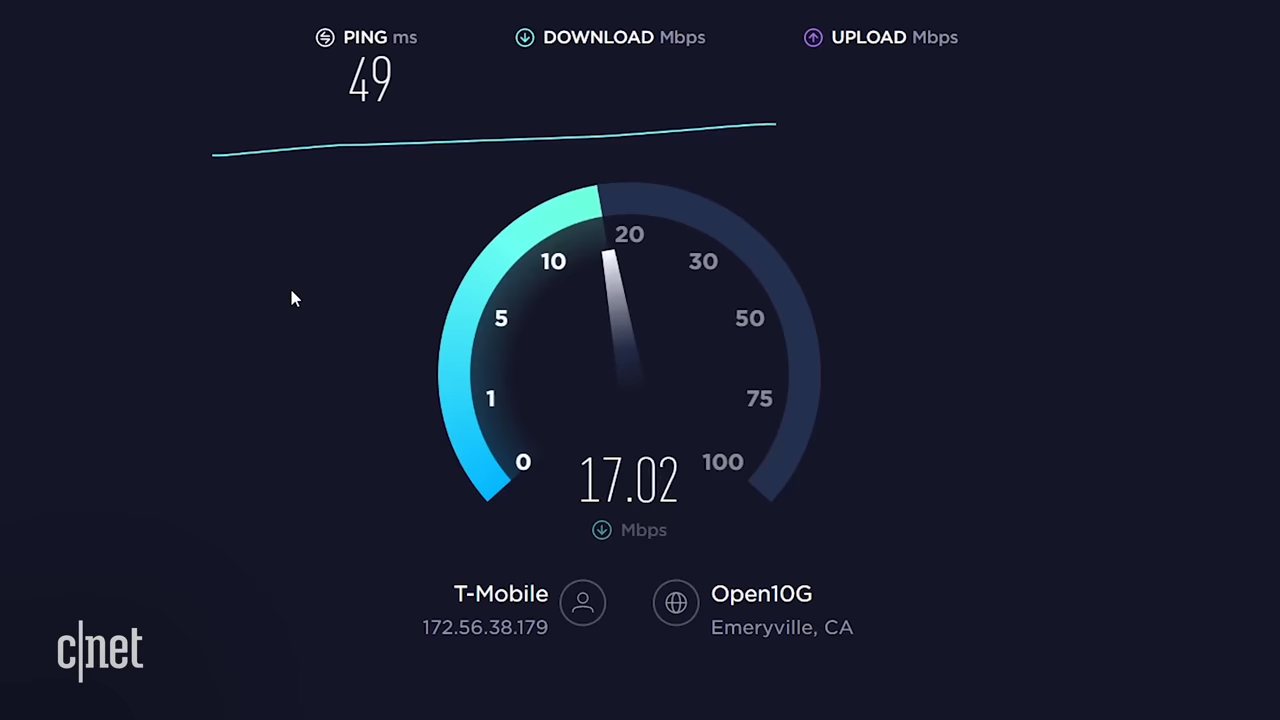 PING ms
DOWNLOAD Mbps
UPLOAD Mbps
49
20
10
30
5
50
1
75
0
100
17.02
Mbps
T-Mobile
Open10G
172.56.38.179
Emeryville, CA
c|net